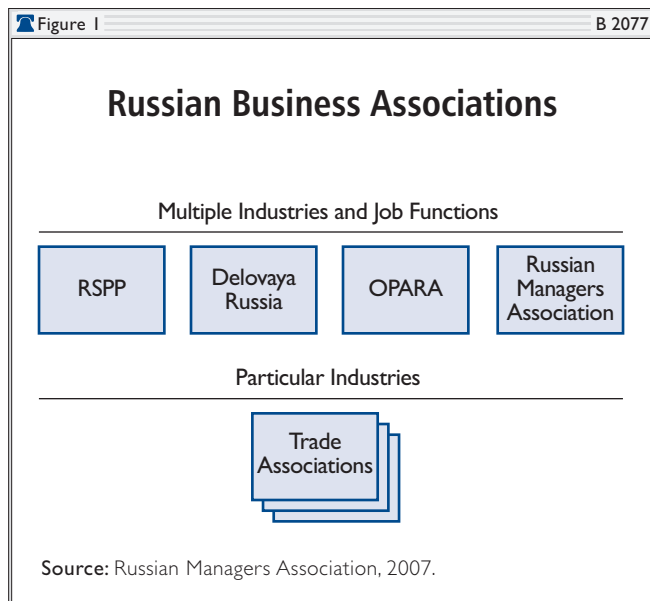 Figure 1 B 2077
Russian Business Associations
Multiple Industries and Job Functions
RSPP
Delovaya
Russia
OPARA
Russian
Managers
Association
Particular Industries
Trade
Associations
Source: Russian Managers Association, 2007.